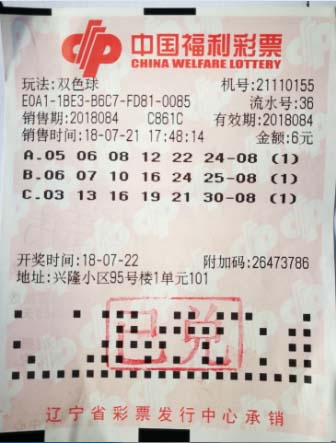 中国福利彩票
CHINA WELFARE LOTTERY
玩法:双色球 机号:21110155
E0A1-1BE3-B6C7-FD81-0085 流水号:36
销售期:2018084 C861C 有效期:2018084
销售时间:18-07-21 17:48:14 金额:6元
A.05 06 08 12 22 24-08 (1)
B.06 07 10 16 24 25-08 (1)
C.03 13 16 19 21 30-08 (1)
开奖时间:18-07-22 附加码:26473786
地址:兴隆小区95号楼1单元101
已兑
辽宁省彩票发行中心承销